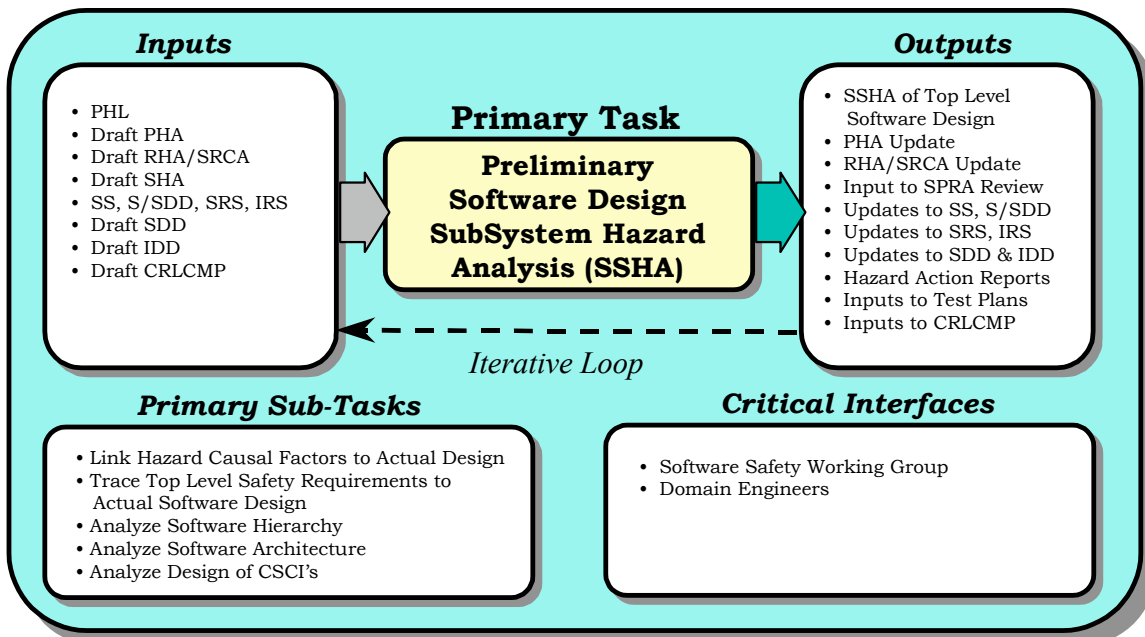 Inputs
• PHL
• Draft PHA
• Draft RHA/SRCA
• Draft SHA
• SS, S/SDD, SRS, IRS
• Draft SDD
• Draft IDD
• Draft CRLCMP
Primary Task
Preliminary
Software Design
SubSystem Hazard
Analysis (SSHA)
Outputs
• SSHA of Top Level
Software Design
• PHA Update
• RHA/SRCA Update
• Input to SPRA Review
• Updates to SS, S/SDD
• Updates to SRS, IRS
• Updates to SDD & IDD
• Hazard Action Reports
• Inputs to Test Plans
• Inputs to CRLCMP
Iterative Loop
Primary Sub-Tasks
• Link Hazard Causal Factors to Actual Design
• Trace Top Level Safety Requirements to
Actual Software Design
• Analyze Software Hierarchy
• Analyze Software Architecture
• Analyze Design of CSCI’s
Critical Interfaces
• Software Safety Working Group
• Domain Engineers